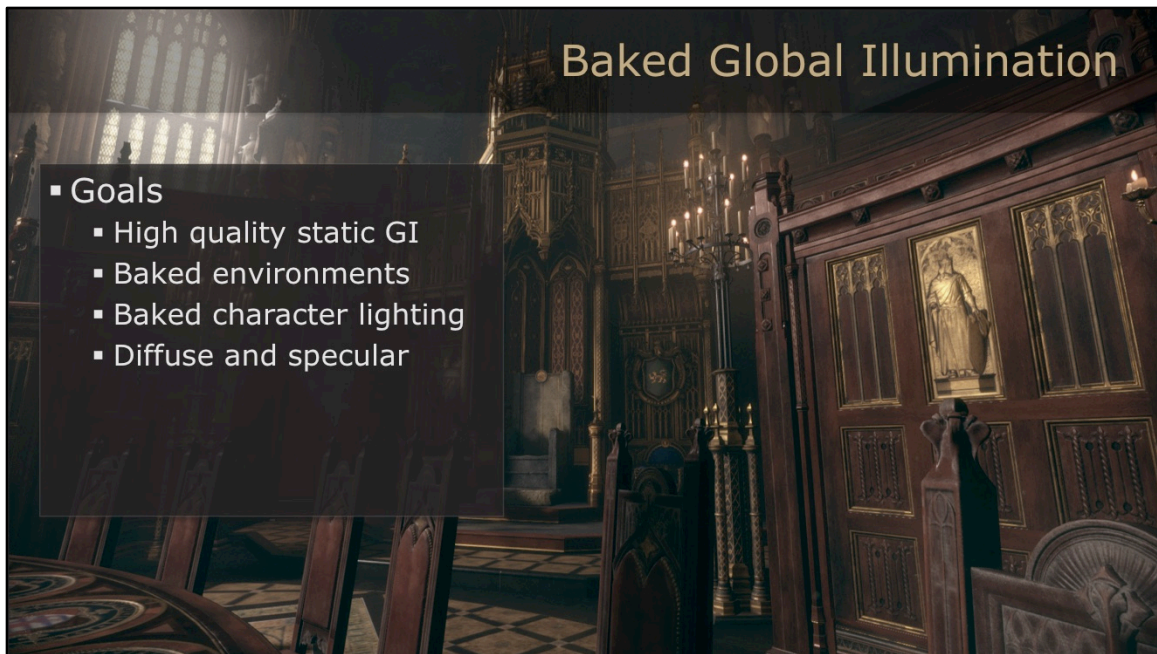 Baked Global Illumination
▪ Goals
▪ High quality static GI
▪ Baked environments
▪ Baked character lighting
▪ Diffuse and specular